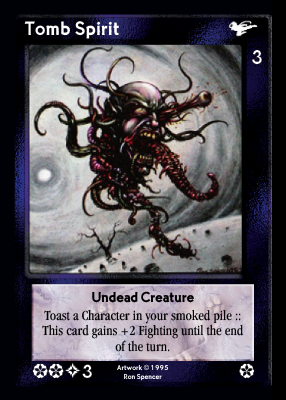 Tomb Spirit
3
Undead Creature
Toast a Character in your smoked pile ::
This card gains +2 Fighting until the end
of the turn.
3
Artwork © 1995
Ron Spencer